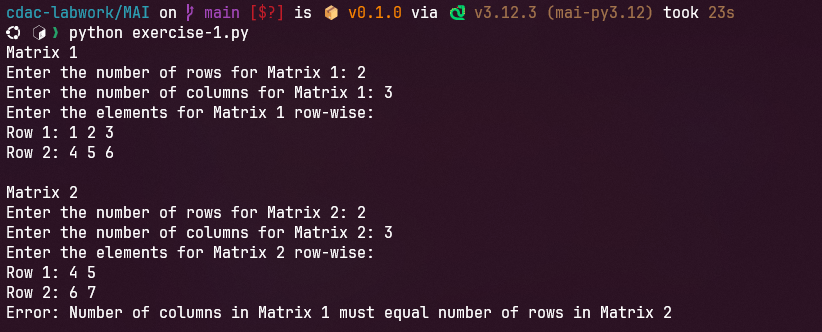 cdac-labwork/MAI on main [$?] is v0.1.0 via v3.12.3 (mai-py3.12) took 23s
python exercise-1.py
Matrix 1
Enter the number of rows for Matrix 1: 2
Enter the number of columns for Matrix 1: 3
Enter the elements for Matrix 1 row-wise:
Row 1: 1 2 3
Row 2: 4 5 6
Matrix 2
Enter the number of rows for Matrix 2: 2
Enter the number of columns for Matrix 2: 3
Enter the elements for Matrix 2 row-wise:
Row 1: 4 5
Row 2: 6 7
Error: Number of columns in Matrix 1 must equal number of rows in Matrix 2